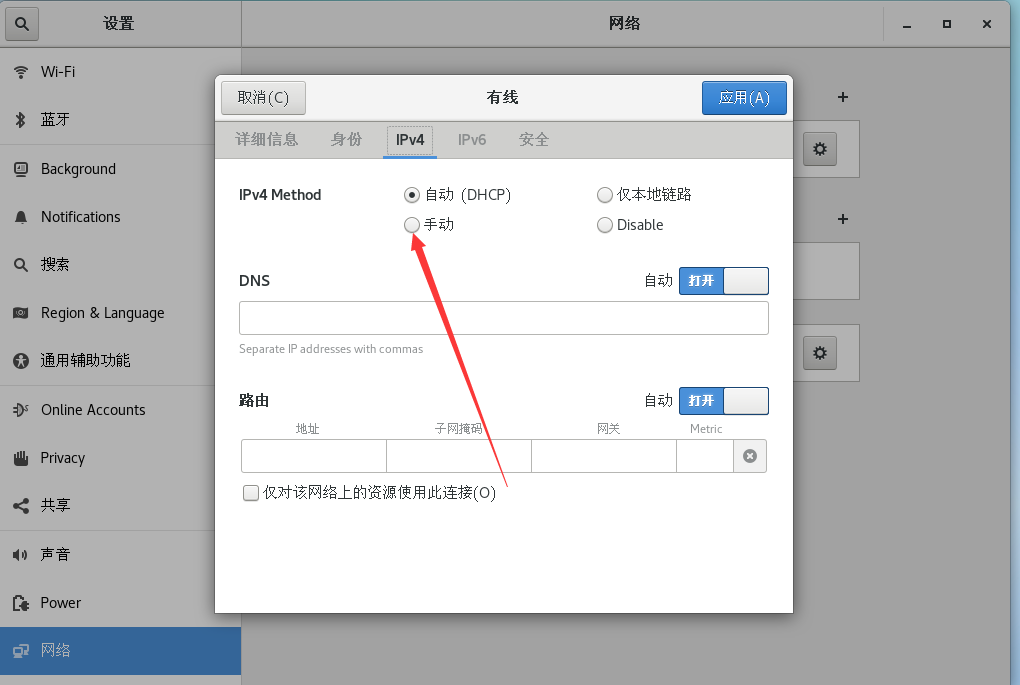 设置
网络
Wi-Fi
蓝牙
Background
Notifications
搜索
Region & Language
通用辅助功能
Online Accounts
Privacy
共享
声音
Power
网络
取消(C)
有线
应用(A)
详细信息 身份 IPv4 IPv6 安全
IPv4 Method 自动 (DHCP) 仅本地链路
手动 Disable
DNS 自动 打开
Separate IP addresses with commas
路由 自动 打开
地址 子网掩码 网关 Metric
仅对该网络上的资源使用此连接(O)